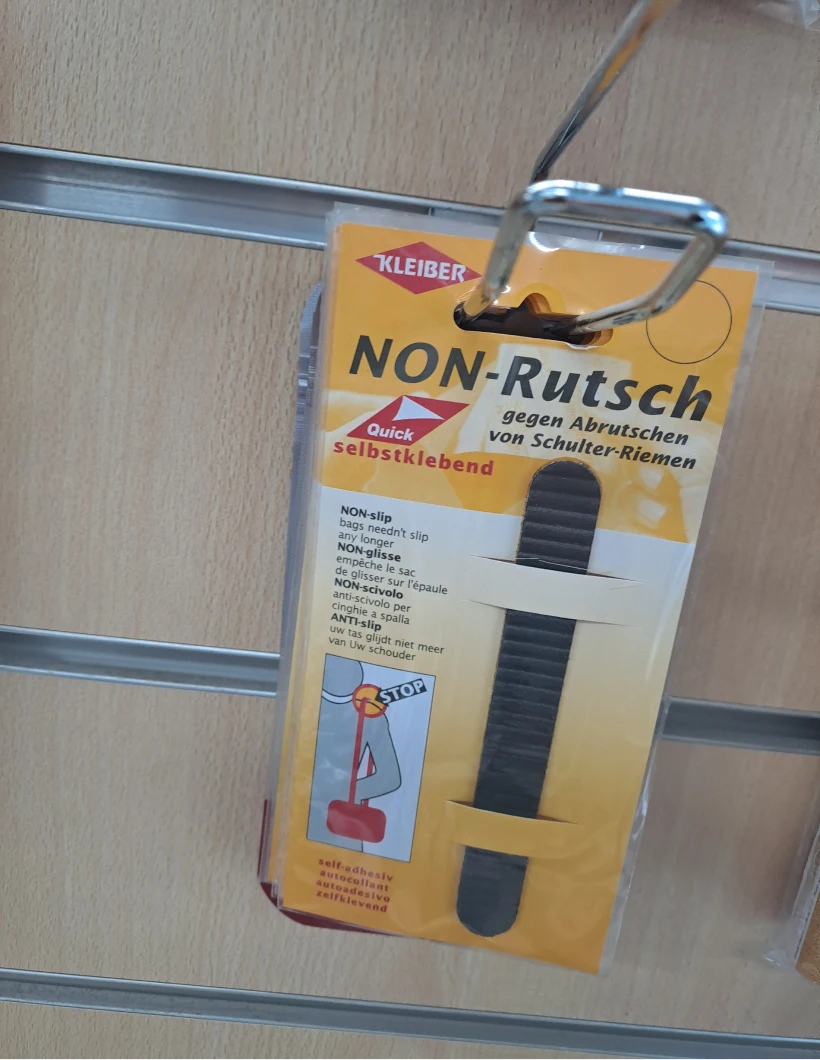 KLEIBER
NON-Rutsch
gegen Abrutschen
von Schulter-Riemen
Quick
selbstklebend
NON-slip
bags needn't slip
any longer
NON-glisse
empêche le sac
de glisser sur l'épaule
NON-scivolo
anti-scivolo per
cinghie a spalla
ANTI-slip
uw tas glijdt niet meer
van Uw schouder
STOP
self-adhesiv
autocollant
autoadesivo
zelfklevend